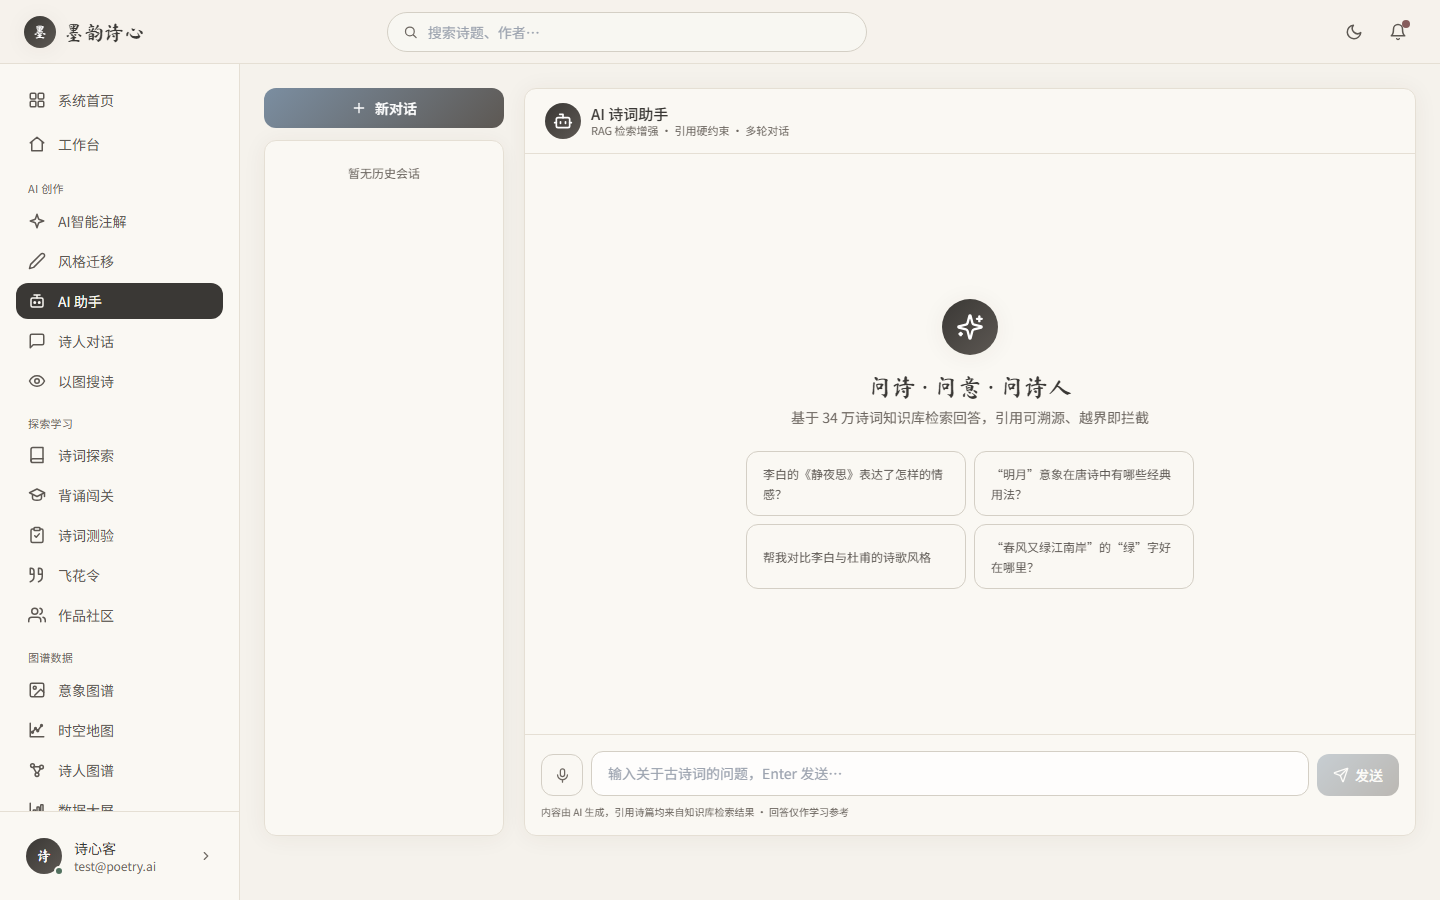 墨
墨韵诗心
搜索诗题、作者…
系统首页
工作台
AI 创作
AI智能注解
风格迁移
AI 助手
诗人对话
以图搜诗
探索学习
诗词探索
背诵闯关
诗词测验
飞花令
作品社区
图谱数据
意象图谱
时空地图
诗人图谱
数据大屏
诗
诗心客
test@poetry.ai
新对话
暂无历史会话
AI 诗词助手
RAG 检索增强 · 引用硬约束 · 多轮对话
问诗 · 问意 · 问诗人
基于 34 万诗词知识库检索回答，引用可溯源、越界即拦截
李白的《静夜思》表达了怎样的情
感？
“明月”意象在唐诗中有哪些经典
用法？
帮我对比李白与杜甫的诗歌风格
“春风又绿江南岸”的“绿”字好
在哪里？
输入关于古诗词的问题，Enter 发送…
发送
内容由 AI 生成，引用诗篇均来自知识库检索结果 · 回答仅作学习参考